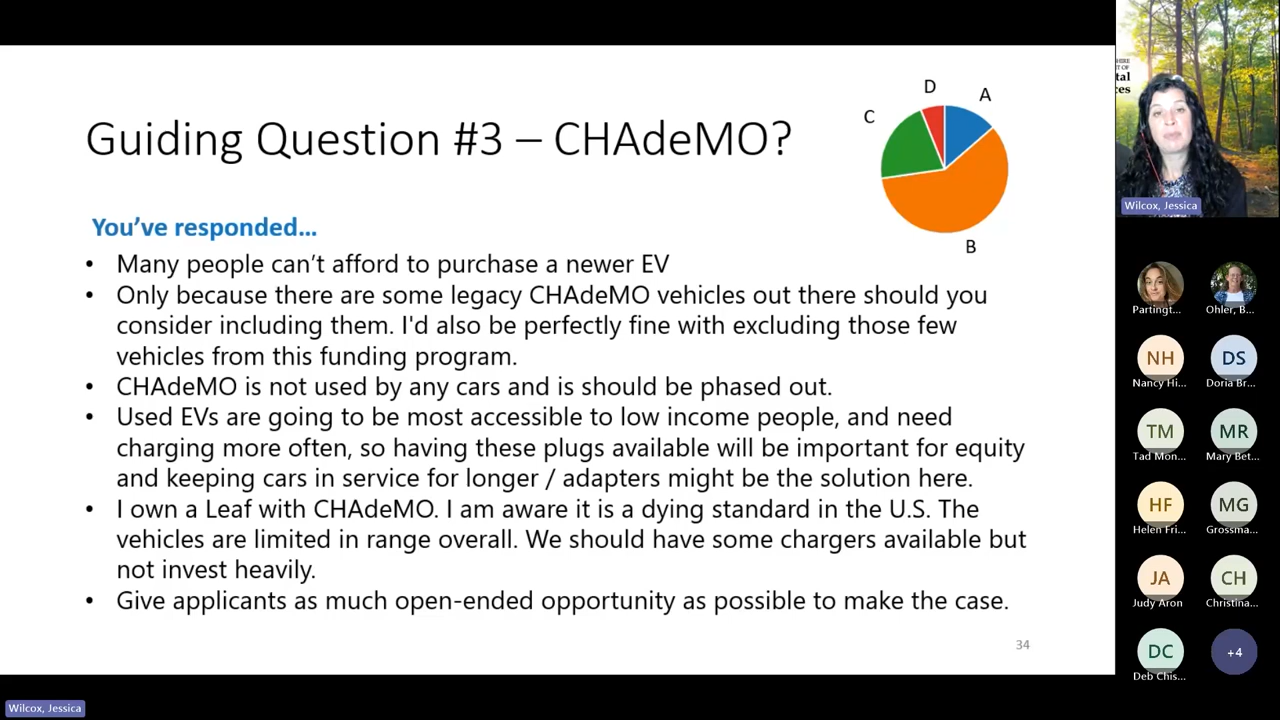 Guiding Question #3 – CHAdeMO?
D
A
C
B
You've responded...
• Many people can't afford to purchase a newer EV
• Only because there are some legacy CHAdeMO vehicles out there should you
consider including them. I'd also be perfectly fine with excluding those few
vehicles from this funding program.
• CHAdeMO is not used by any cars and is should be phased out.
• Used EVs are going to be most accessible to low income people, and need
charging more often, so having these plugs available will be important for equity
and keeping cars in service for longer / adapters might be the solution here.
• I own a Leaf with CHAdeMO. I am aware it is a dying standard in the U.S. The
vehicles are limited in range overall. We should have some chargers available but
not invest heavily.
• Give applicants as much open-ended opportunity as possible to make the case.
34
Wilcox, Jessica
Partingt...
Ohler, B...
NH
DS
Nancy Hi...
Doria Br...
TM
MR
Tad Mon...
Mary Bet...
HF
MG
Helen Fri...
Grossma...
JA
CH
Judy Aron
Christina...
DC
+4
Deb Chis...
Wilcox, Jessica